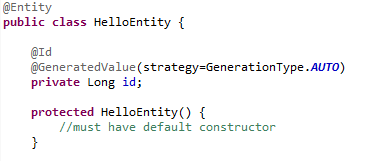 @Entity
public class HelloEntity {
@Id
@GeneratedValue(strategy=GenerationType.AUTO)
private Long id;
protected HelloEntity() {
//must have default constructor
}